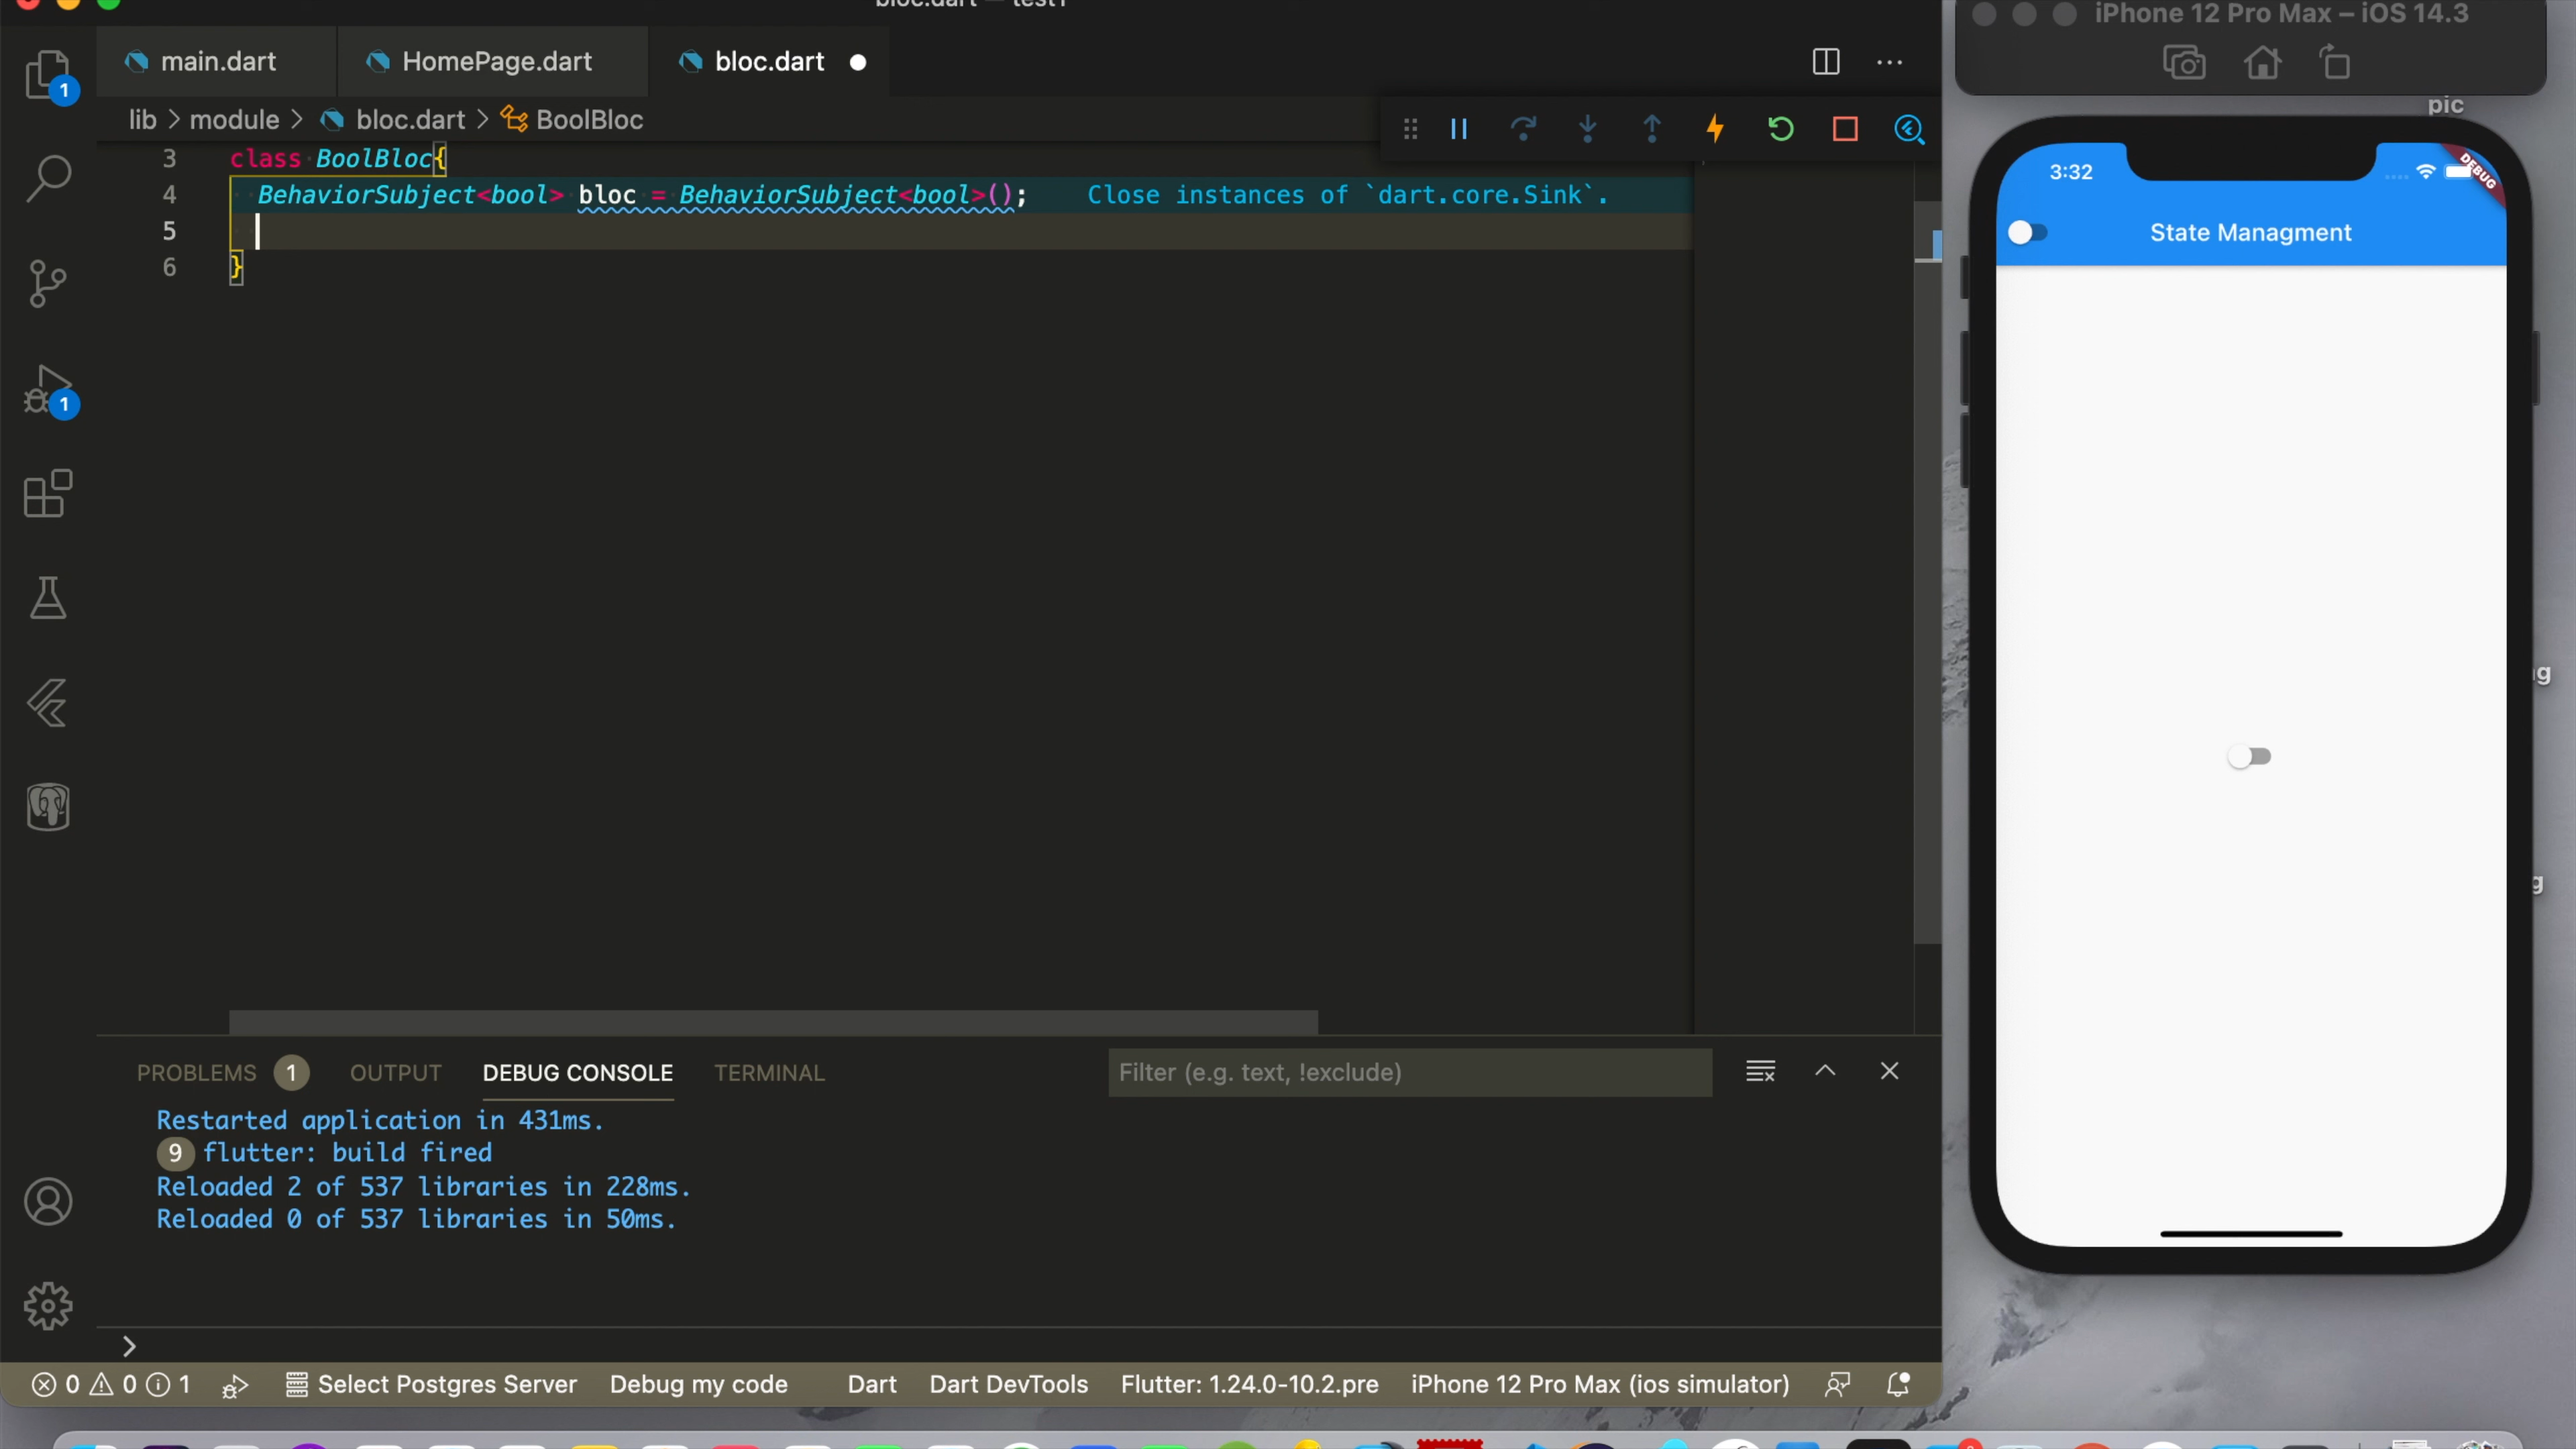 bloc.dart — test1
main.dart
HomePage.dart
bloc.dart
1
lib > module > bloc.dart > BoolBloc
3 class BoolBloc{
4 BehaviorSubject<bool> bloc = BehaviorSubject<bool>(); Close instances of `dart.core.Sink`.
5
6 }
1
PROBLEMS 1 OUTPUT DEBUG CONSOLE TERMINAL
Filter (e.g. text, !exclude)
Restarted application in 431ms.
9 flutter: build fired
Reloaded 2 of 537 libraries in 228ms.
Reloaded 0 of 537 libraries in 50ms.
0 0 1 Select Postgres Server Debug my code Dart Dart DevTools Flutter: 1.24.0-10.2.pre iPhone 12 Pro Max (ios simulator)
iPhone 12 Pro Max – iOS 14.3
pic
3:32
DEBUG
State Managment
g
g